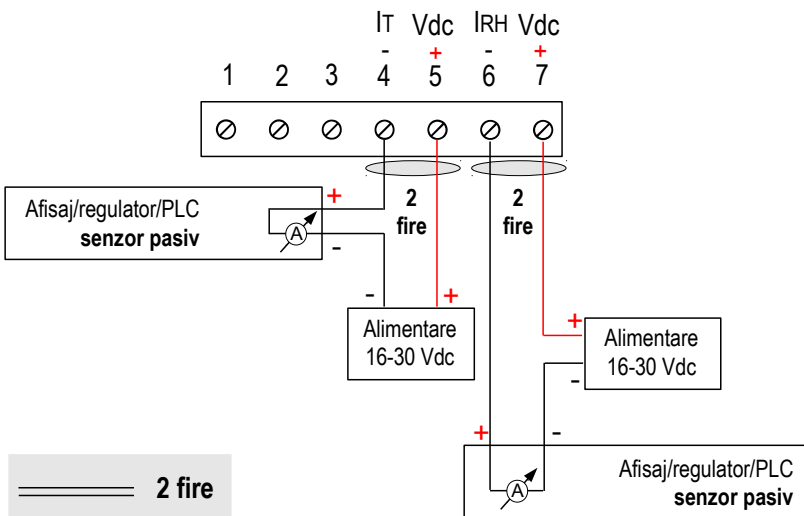 IT Vdc IRH Vdc
- + - +
1 2 3 4 5 6 7
2
fire
2
fire
Afisaj/regulator/PLC
senzor pasiv
+
A
-
- +
Alimentare
16-30 Vdc
+
Alimentare
16-30 Vdc
-
+ -
A
Afisaj/regulator/PLC
senzor pasiv
2 fire